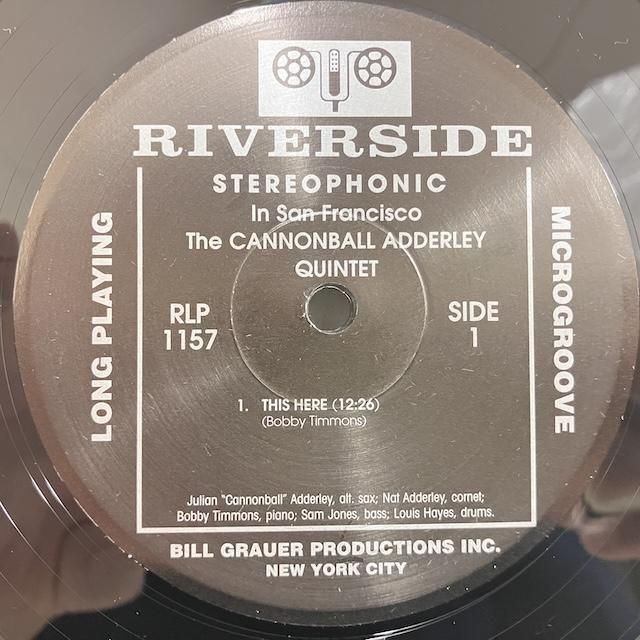 RIVERSIDE
STEREOPHONIC
In San Francisco
The CANNONBALL ADDERLEY
QUINTET
LONG PLAYING
RLP
1157
SIDE
1
MICROGROOVE
1. THIS HERE (12:26)
(Bobby Timmons)
Julian "Cannonball" Adderley, alt. sax; Nat Adderley, cornet;
Bobby Timmons, piano; Sam Jones, bass; Louis Hayes, drums.
BILL GRAUER PRODUCTIONS INC.
NEW YORK CITY